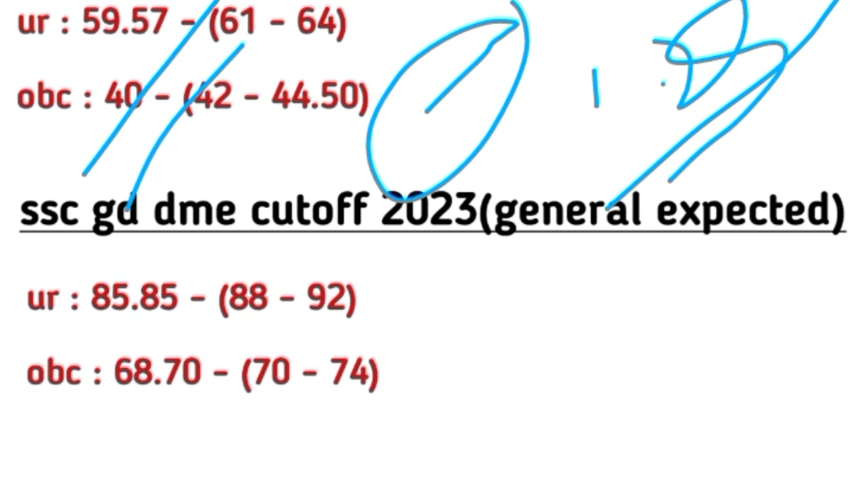 ur : 59.57 - (61 - 64)
obc : 40 - (42 - 44.50)
ssc gd dme cutoff 2023(general expected)
ur : 85.85 - (88 - 92)
obc : 68.70 - (70 - 74)